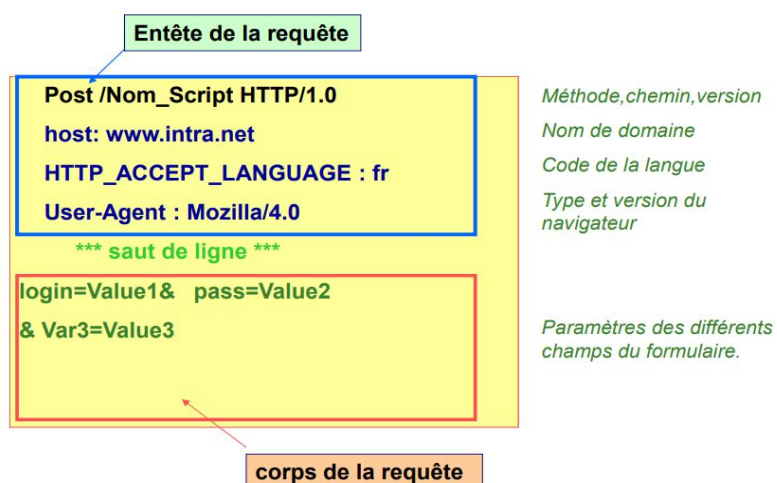 Entête de la requête
Post /Nom_Script HTTP/1.0
Méthode,chemin,version
host: www.intra.net
Nom de domaine
HTTP_ACCEPT_LANGUAGE : fr
Code de la langue
User-Agent : Mozilla/4.0
Type et version du
navigateur
*** saut de ligne ***
login=Value1& pass=Value2
& Var3=Value3
Paramètres des différents
champs du formulaire.
corps de la requête